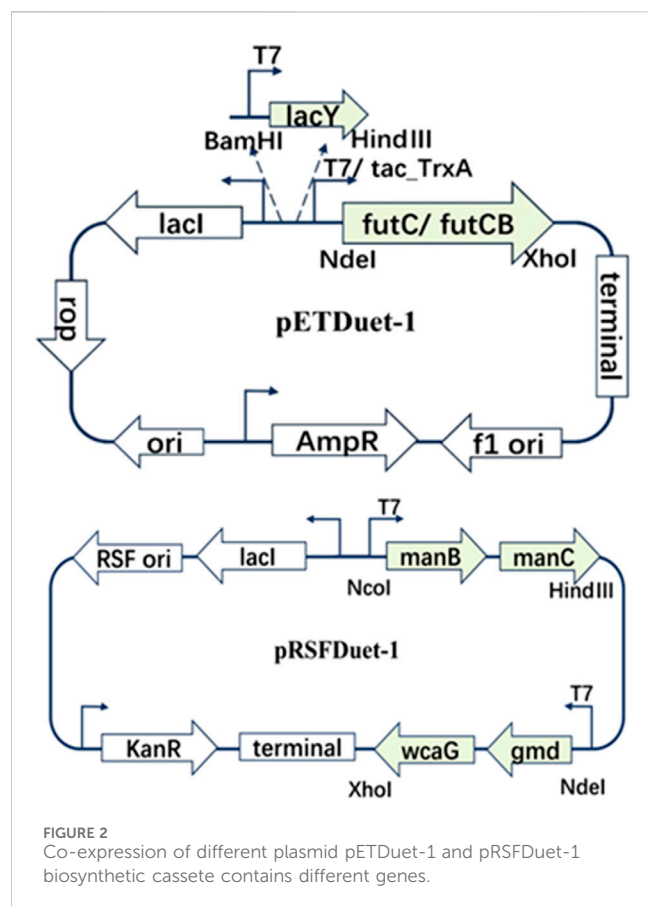 T7
lacY
BamHI
HindIII
T7/ tac_TrxA
lacI
futC/ futCB
NdeI
XhoI
rop
terminal
pETDuet-1
ori
AmpR
f1 ori
T7
RSF ori
lacI
manB
manC
NcoI
HindIII
pRSFDuet-1
T7
KanR
terminal
wcaG
gmd
XhoI
NdeI
FIGURE 2
Co-expression of different plasmid pETDuet-1 and pRSFDuet-1
biosynthetic cassete contains different genes.